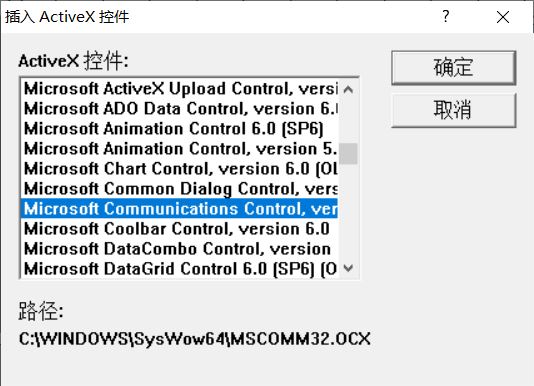 插入 ActiveX 控件
?
ActiveX 控件:
Microsoft ActiveX Upload Control, versi
Microsoft ADO Data Control, version 6.0
Microsoft Animation Control 6.0 (SP6)
Microsoft Animation Control, version 5.
Microsoft Chart Control, version 6.0 (OL
Microsoft Common Dialog Control, vers
Microsoft Communications Control, ver
Microsoft Coolbar Control, version 6.0
Microsoft DataCombo Control, version
Microsoft DataGrid Control 6.0 (SP6) (O
确定
取消
路径:
C:\WINDOWS\SysWow64\MSCOMM32.OCX